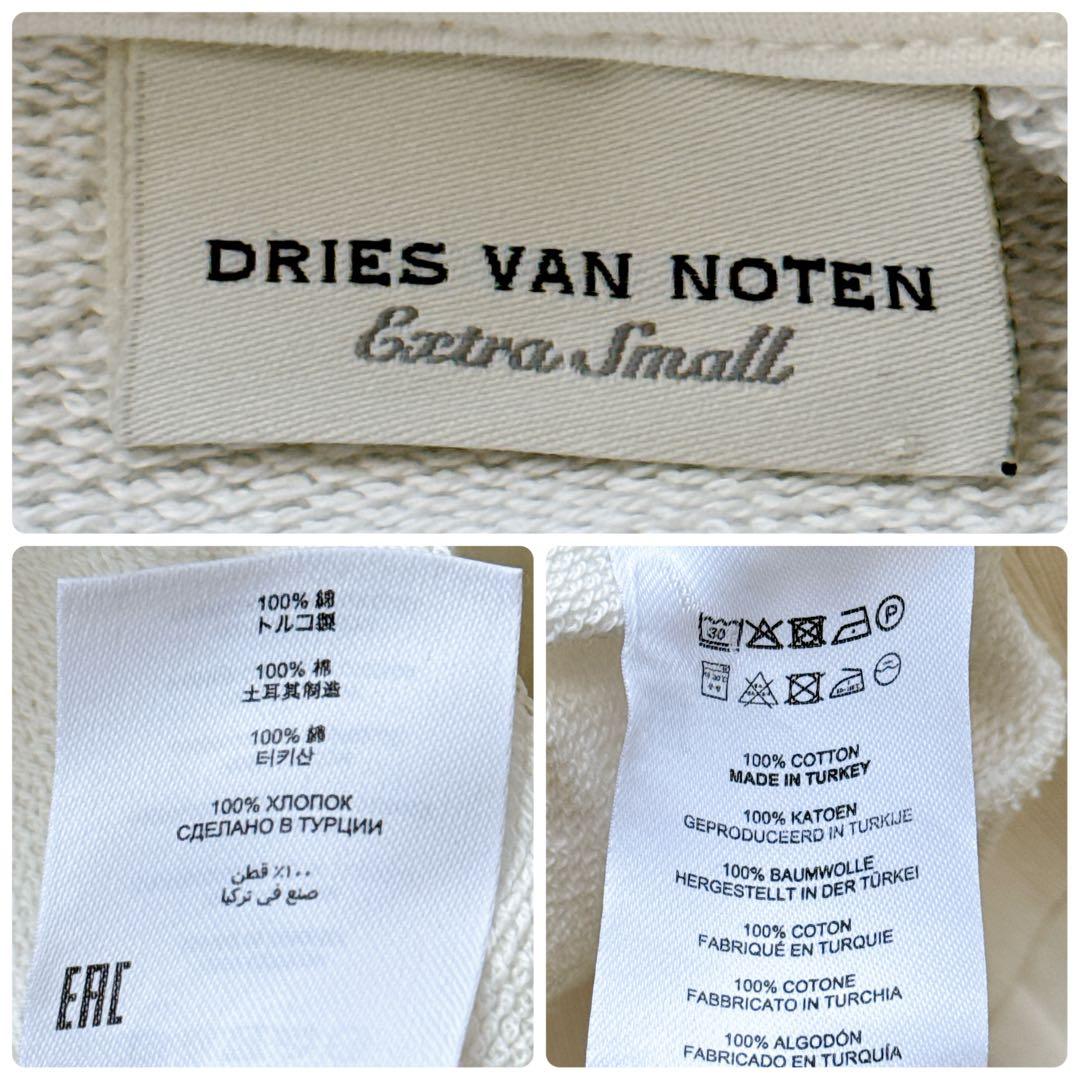 DRIES VAN NOTEN
Extra Small
100% 綿
トルコ製
100% 棉
土耳其制造
100% 綿
터키산
100% ХЛОПОК
СДЕЛАНО В ТУРЦИИ
١٠٠٪ قطن
صنع في تركيا
EAC
30
P
100% COTTON
MADE IN TURKEY
100% KATOEN
GEPRODUCEERD IN TURKIJE
100% BAUMWOLLE
HERGESTELLT IN DER TÜRKEI
100% COTON
FABRIQUÉ EN TURQUIE
100% COTONE
FABBRICATO IN TURCHIA
100% ALGODÓN
FABRICADO EN TURQUÍA